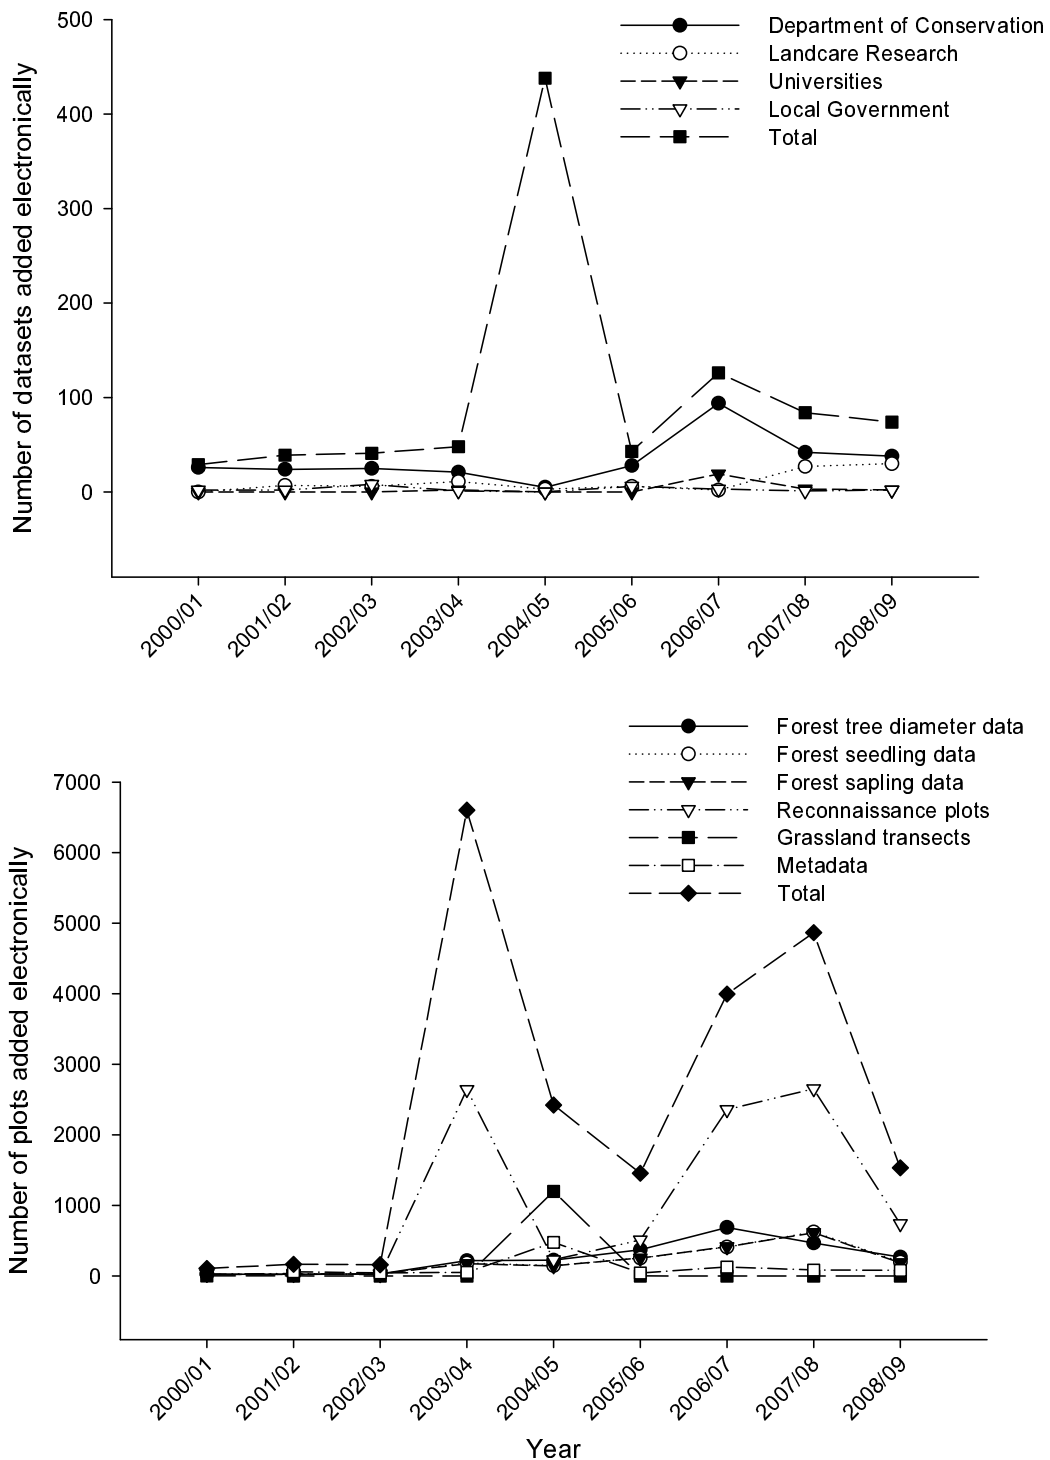 Number of datasets added electronically
500
400
300
200
100
0
Department of Conservation
Landcare Research
Universities
Local Government
Total
2000/01
2001/02
2002/03
2003/04
2004/05
2005/06
2006/07
2007/08
2008/09
Number of plots added electronically
7000
6000
5000
4000
3000
2000
1000
0
Forest tree diameter data
Forest seedling data
Forest sapling data
Reconnaissance plots
Grassland transects
Metadata
Total
2000/01
2001/02
2002/03
2003/04
2004/05
2005/06
2006/07
2007/08
2008/09
Year